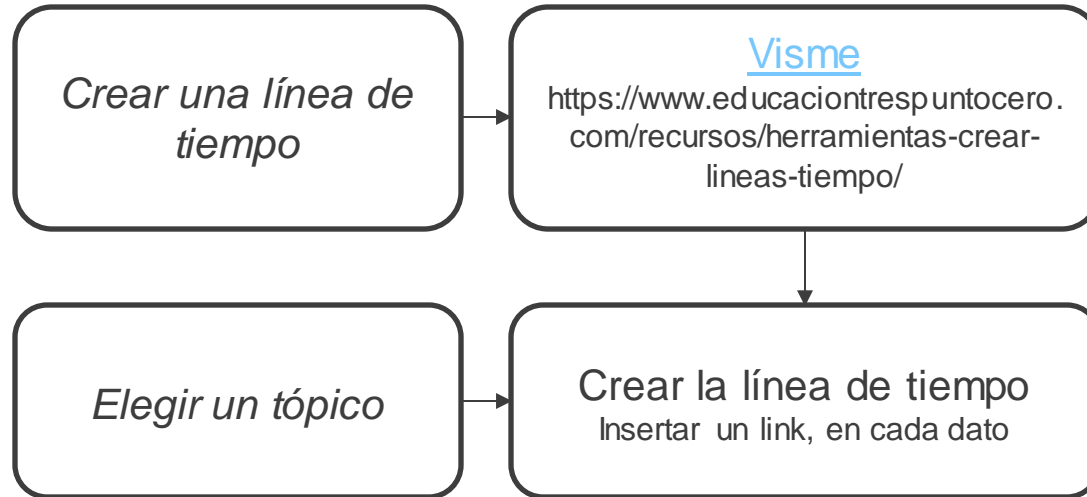 Crear una línea de
tiempo
Visme
https://www.educaciontrespuntocero.
com/recursos/herramientas-crear-
lineas-tiempo/
Elegir un tópico
Crear la línea de tiempo
Insertar un link, en cada dato